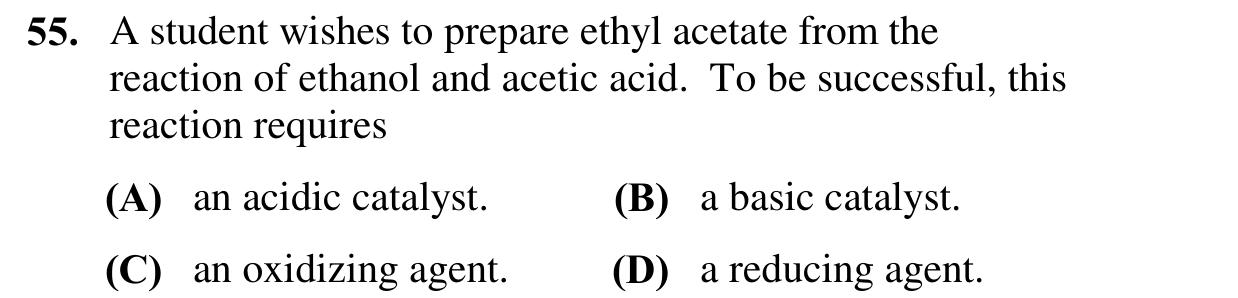 55. A student wishes to prepare ethyl acetate from the
reaction of ethanol and acetic acid. To be successful, this
reaction requires
(A) an acidic catalyst. (B) a basic catalyst.
(C) an oxidizing agent. (D) a reducing agent.